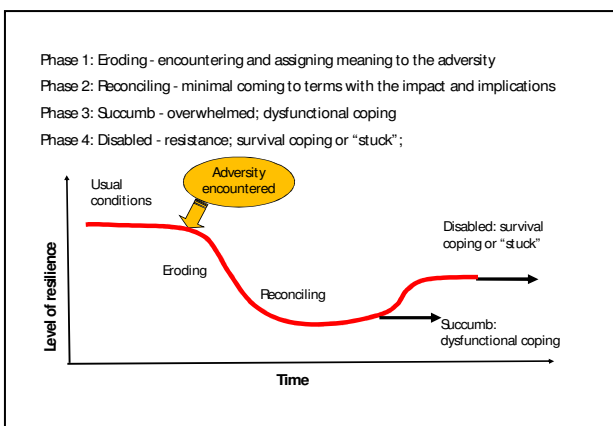 Phase 1: Eroding - encountering and assigning meaning to the adversity
Phase 2: Reconciling - minimal coming to terms with the impact and implications
Phase 3: Succumb - overwhelmed; dysfunctional coping
Phase 4: Disabled - resistance; survival coping or “stuck”;
Adversity
encountered
Usual
conditions
Disabled: survival
coping or “stuck”
Eroding
Reconciling
Succumb:
dysfunctional coping
Level of resilience
Time